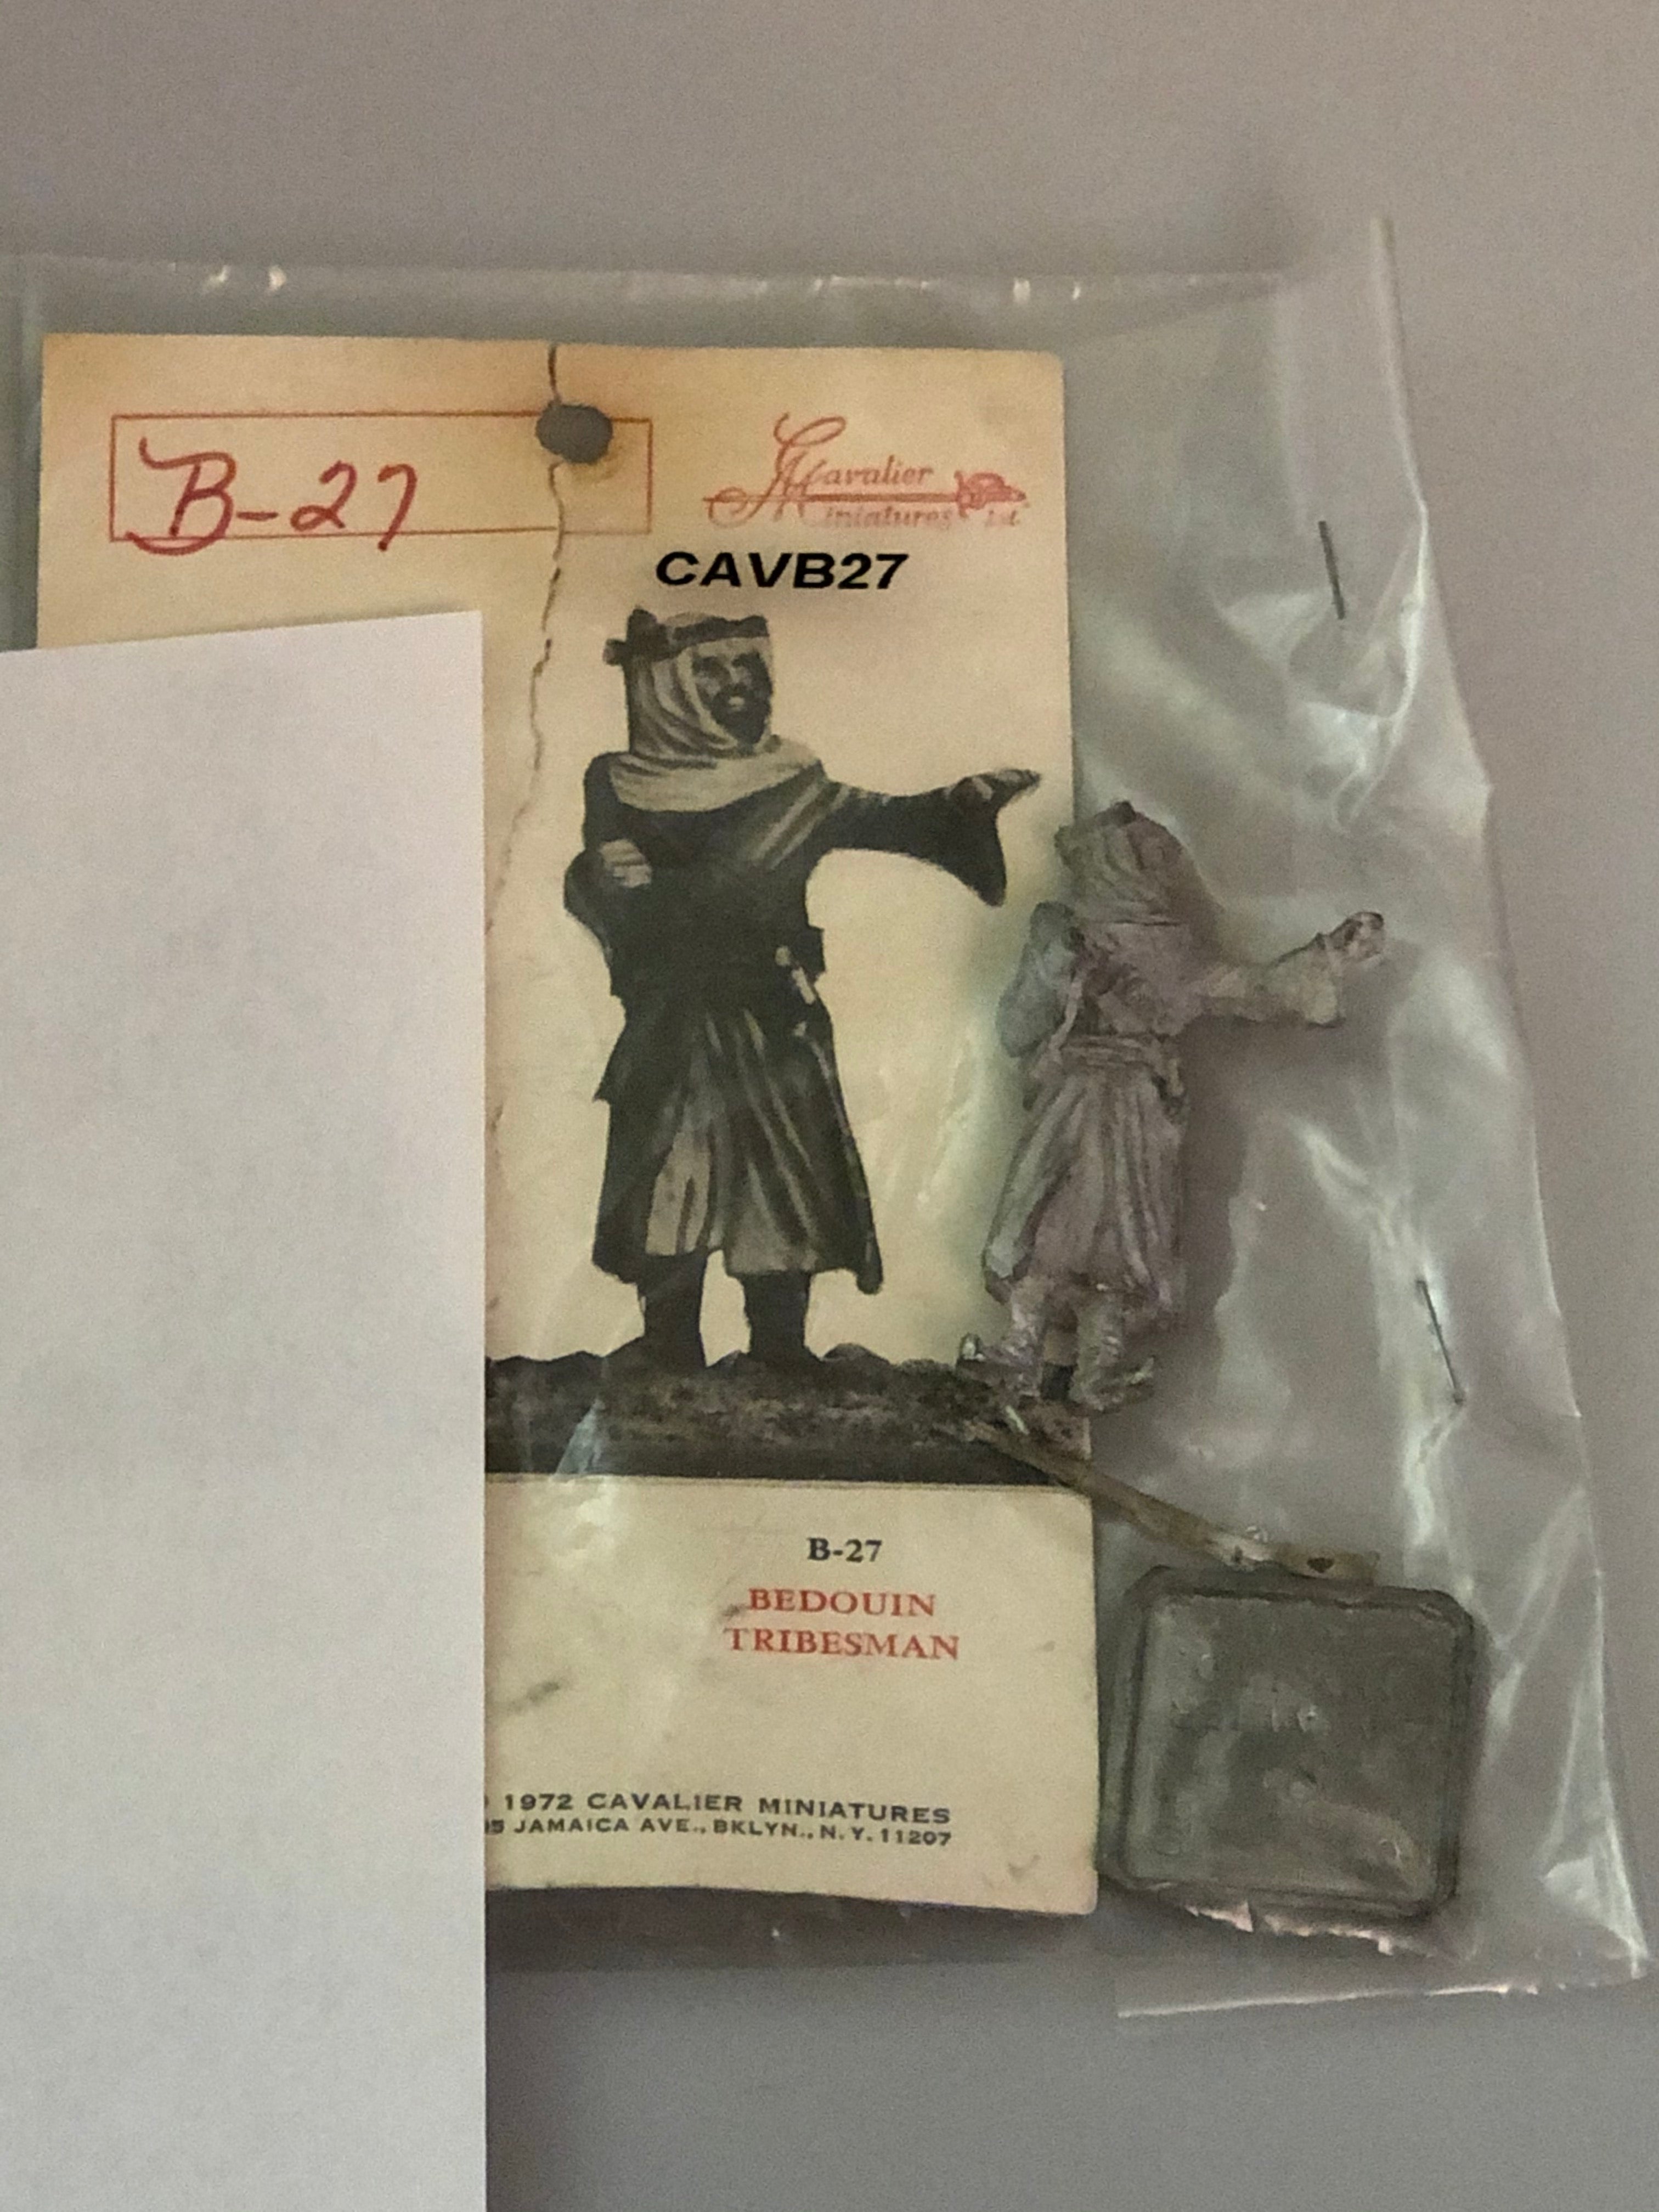 B-27
Cavalier
Miniatures Ltd.
CAVB27
B-27
BEDOUIN
TRIBESMAN
1972 CAVALIER MINIATURES
JAMAICA AVE., BKLYN., N. Y. 11207